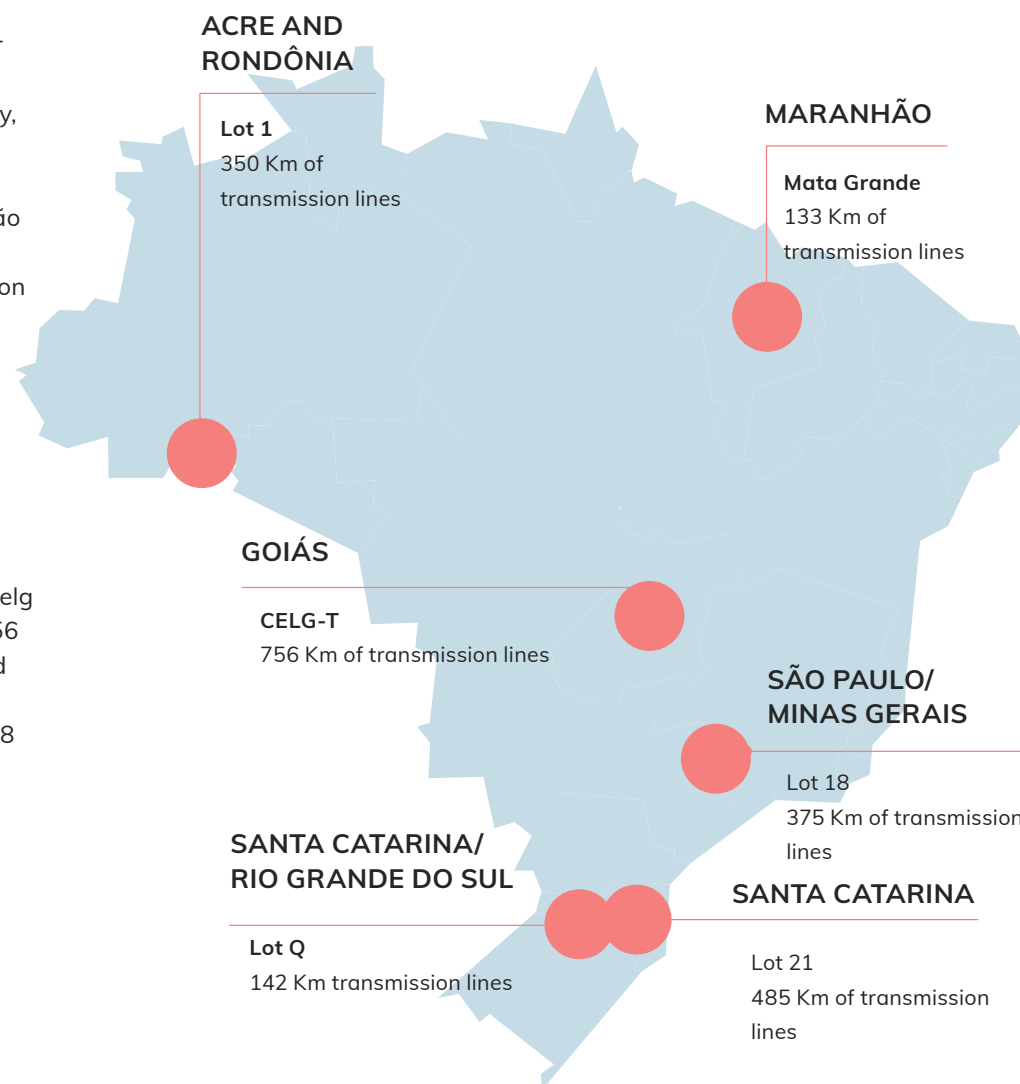 ACRE AND
RONDÔNIA
Lot 1
350 Km of
transmission lines
MARANHÃO
Mata Grande
133 Km of
transmission lines
on
elg
GOIÁS
CELG-T
756 Km of transmission lines
SÃO PAULO/
MINAS GERAIS
Lot 18
375 Km of transmission
lines
SANTA CATARINA/
RIO GRANDE DO SUL
Lot Q
142 Km transmission lines
SANTA CATARINA
Lot 21
485 Km of transmission
lines